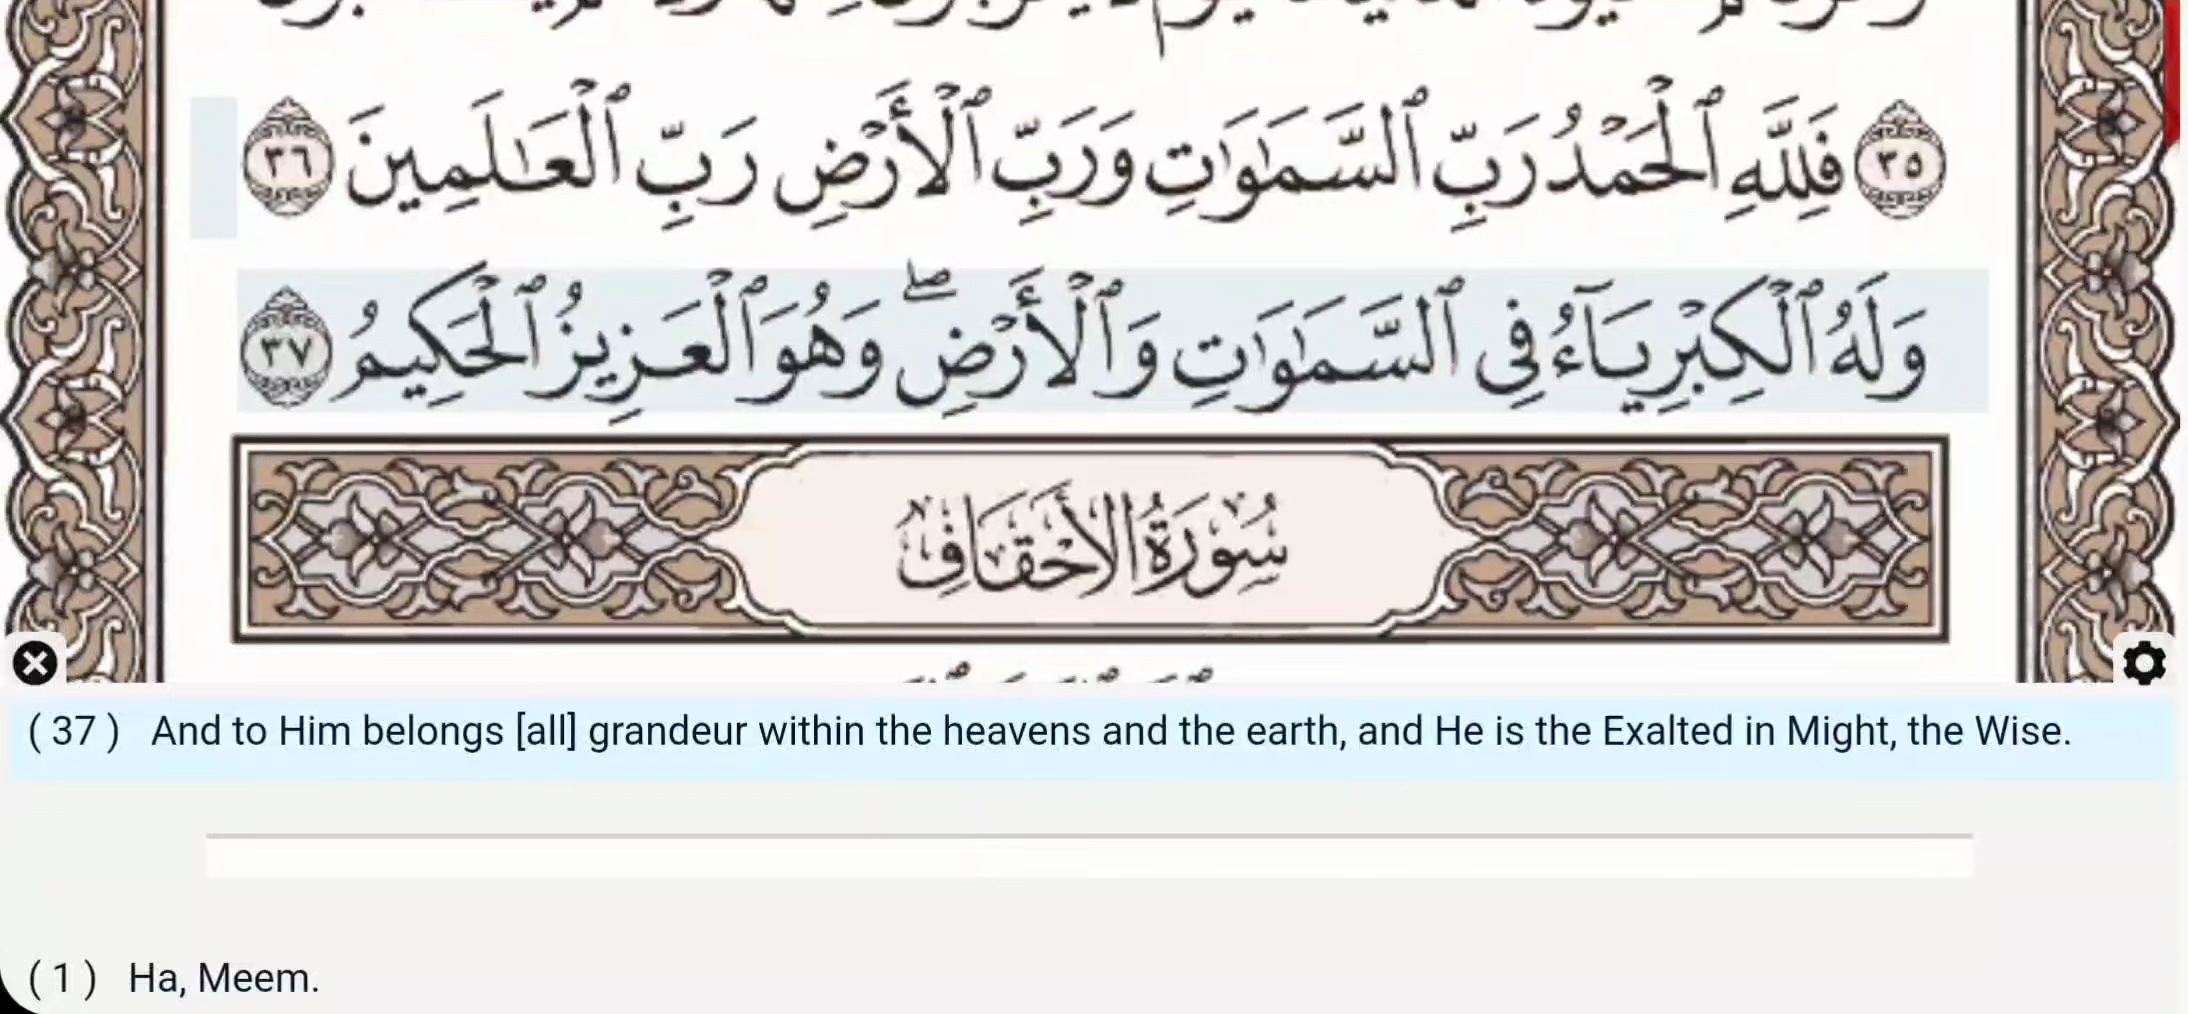 ٣٥ فَلِلَّهِ ٱلْحَمْدُ رَبِّ ٱلسَّمَٰوَٰتِ وَرَبِّ ٱلْأَرْضِ رَبِّ ٱلْعَٰلَمِينَ ٣٦
وَلَهُ ٱلْكِبْرِيَآءُ فِى ٱلسَّمَٰوَٰتِ وَٱلْأَرْضِ ۖ وَهُوَ ٱلْعَزِيزُ ٱلْحَكِيمُ ٣٧
سُورَةُ الأَحْقَافِ
( 37 ) And to Him belongs [all] grandeur within the heavens and the earth, and He is the Exalted in Might, the Wise.
( 1 ) Ha, Meem.